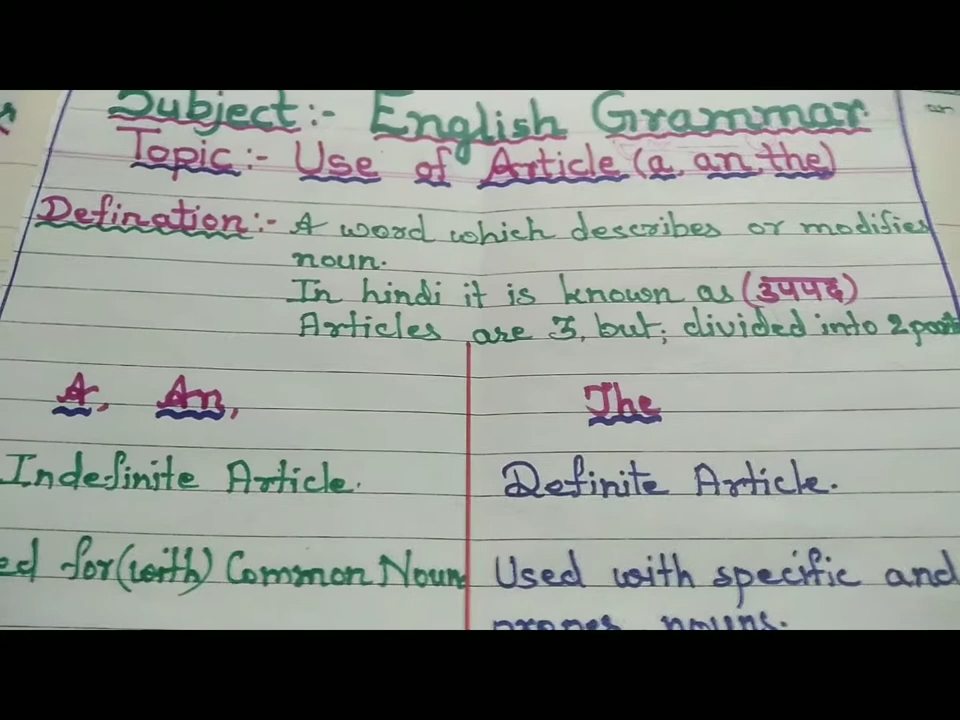 Subject:- English Grammar.
Topic:- Use of Article (a, an, the)
Defination:- A word which describes or modifies
noun.
In hindi it is known as (उपपद)
Articles are 3, but; divided into 2 part
A, An,
The
Indefinite Article.
Definite Article.
ed for(with) Common Noun
Used with specific and
nouns.